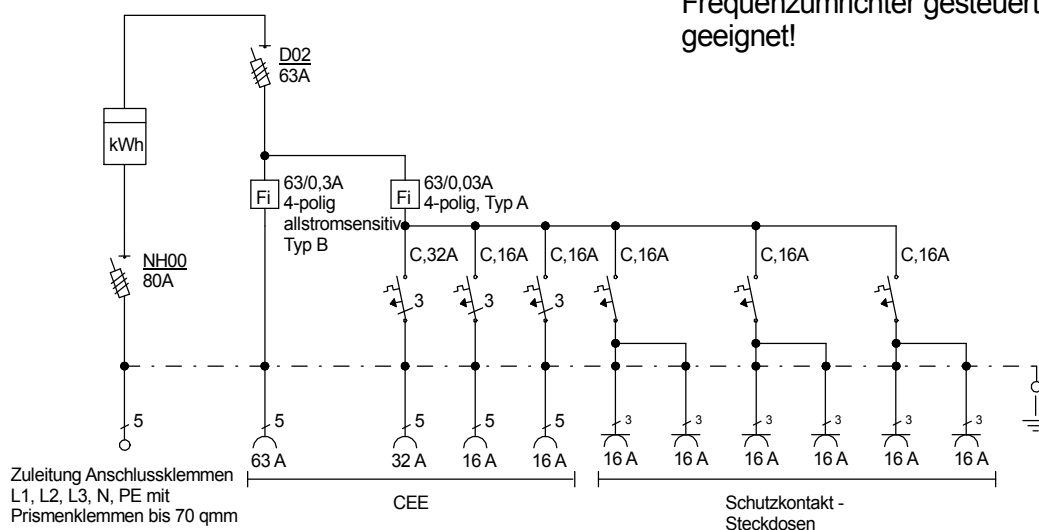 Frequenzumrichter gesteuert
geeignet!
D02
63A
kWh
NH00
80A
Fi
63/0,3A
4-polig
allstromsensitiv
Typ B
Fi
63/0,03A
4-polig, Typ A
C,32A
C,16A
C,16A
C,16A
C,16A
C,16A
3
3
3
5
5
5
5
5
3
3
3
3
3
3
63 A
32 A
16 A
16 A
16 A
16 A
16 A
16 A
16 A
16 A
Zuleitung Anschlussklemmen
L1, L2, L3, N, PE mit
Prismenklemmen bis 70 qmm
CEE
Schutzkontakt -
Steckdosen